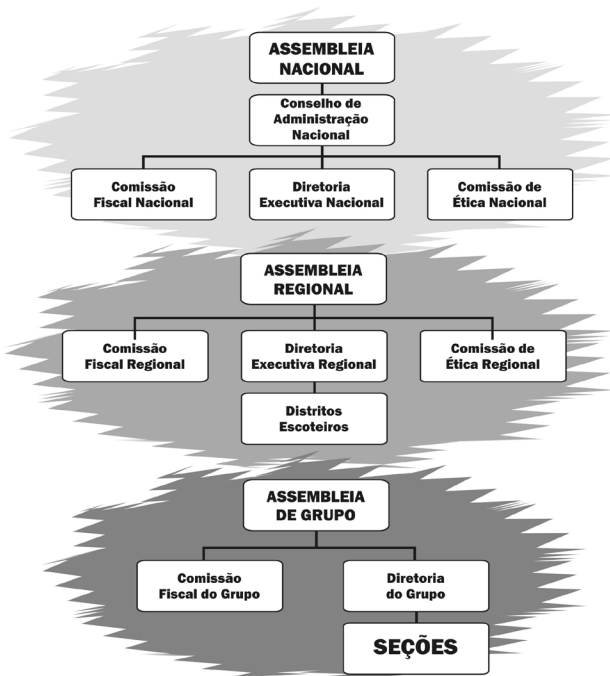 ASSEMBLEIA
NACIONAL
Conselho de
Administração
Nacional
Comissão
Fiscal Nacional
Diretoria
Executiva Nacional
Comissão de
Ética Nacional
ASSEMBLEIA
REGIONAL
Comissão
Fiscal Regional
Diretoria
Executiva Regional
Comissão de
Ética Regional
Distritos
Escoteiros
ASSEMBLEIA
DE GRUPO
Comissão
Fiscal do Grupo
Diretoria
do Grupo
SEÇÕES